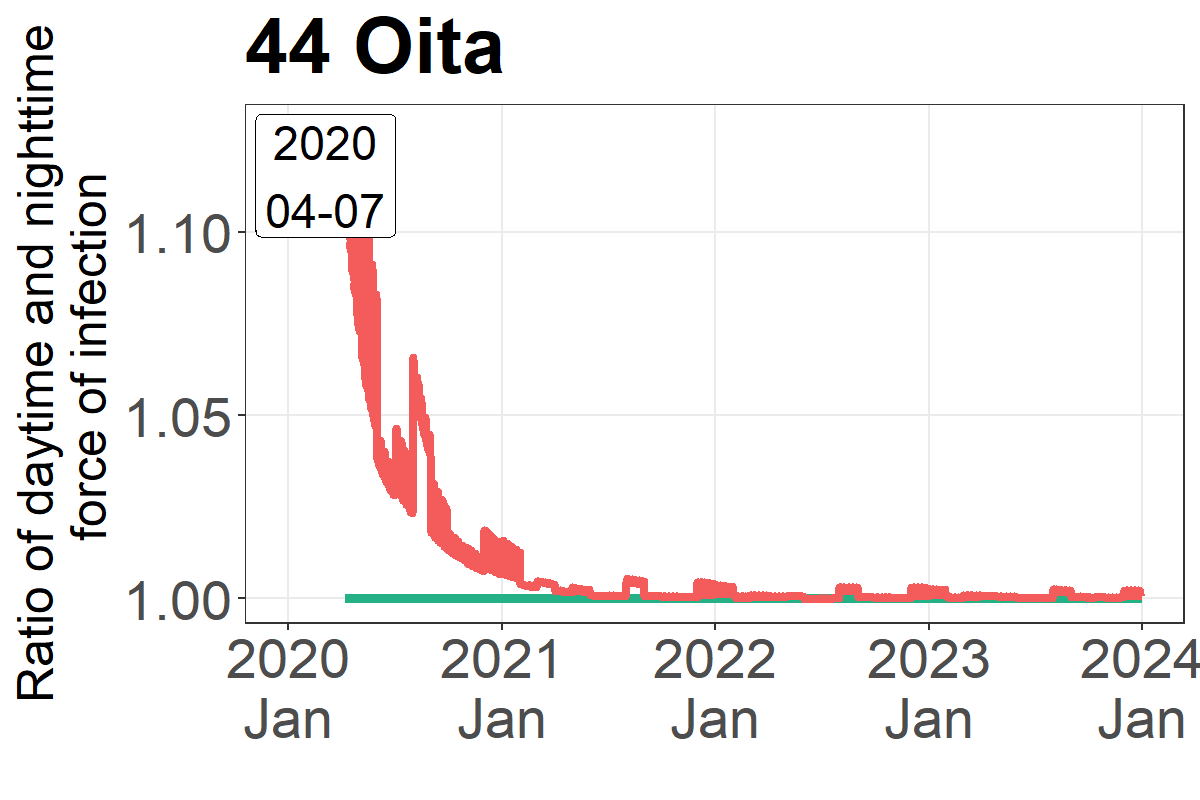 44 Oita
Ratio of daytime and nighttime
force of infection
2020
04-07
1.10
1.05
1.00
2020 2021 2022 2023 2024
Jan Jan Jan Jan Jan